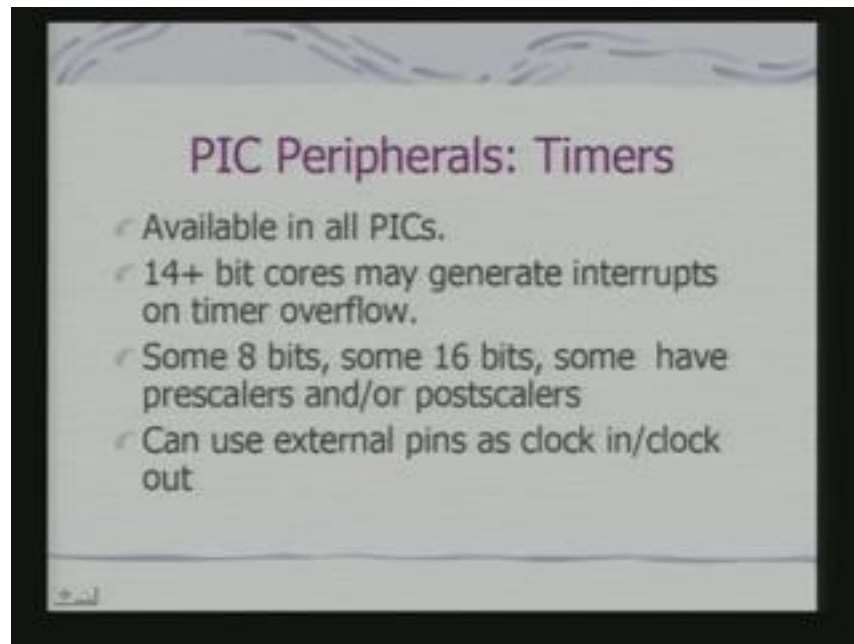 PIC Peripherals: Timers
Available in all PICs.
14+ bit cores may generate interrupts
on timer overflow.
Some 8 bits, some 16 bits, some have
prescalers and/or postscalers
Can use external pins as clock in/clock
out